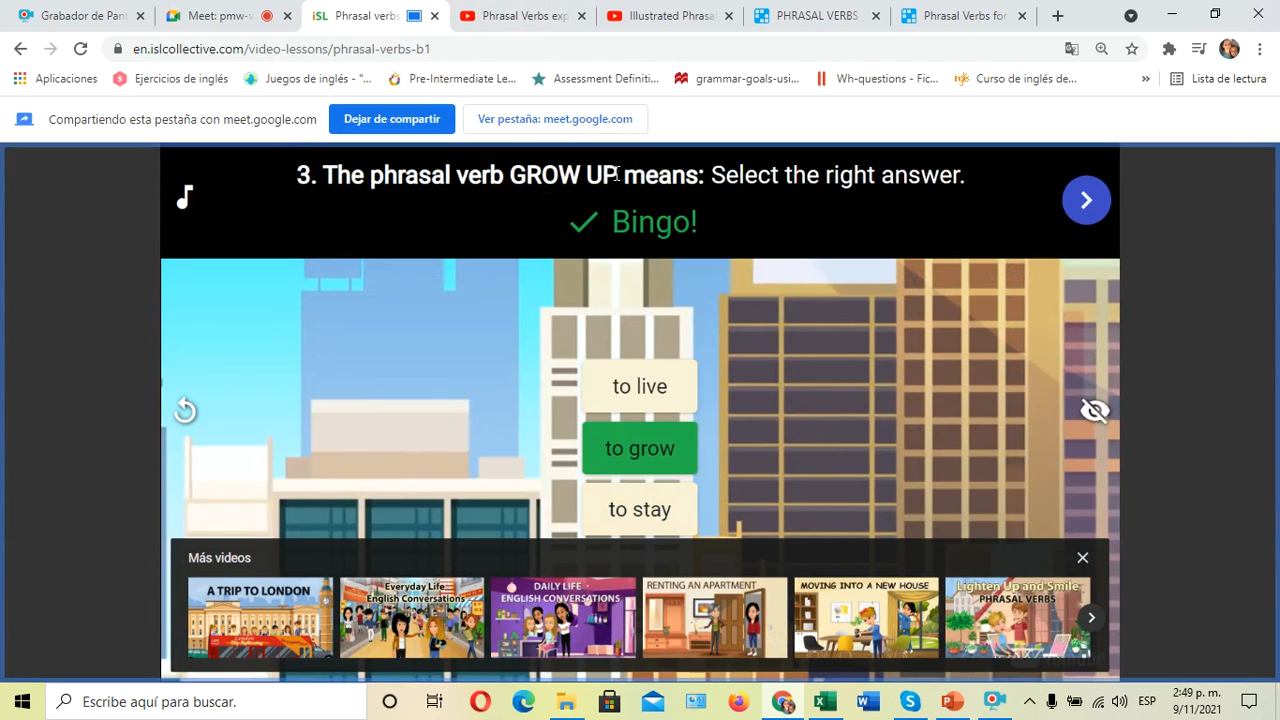 Grabador de Pant
Meet: pmw-v
iSL Phrasal verbs
Phrasal Verbs exp
Illustrated Phrasal
PHRASAL VERBS
Phrasal Verbs for
en.islcollective.com/video-lessons/phrasal-verbs-b1
Aplicaciones
Ejercicios de inglés
Juegos de inglés - "...
Pre-Intermediate Le...
Assessment Definiti...
grammar-goals-usi...
Wh-questions - Fic...
Curso de inglés de...
»
Lista de lectura
Compartiendo esta pestaña con meet.google.com
Dejar de compartir
Ver pestaña: meet.google.com
3. The phrasal verb GROW UP means: Select the right answer.
Bingo!
to live
to grow
to stay
Más videos
A TRIP TO LONDON
Everyday Life
English Conversations
DAILY LIFE
ENGLISH CONVERSATIONS
RENTING AN APARTMENT
MOVING INTO A NEW HOUSE
Lighten Up and Smile
PHRASAL VERBS
Escribe aquí para buscar.
ESP
2:49 p. m.
9/11/2021